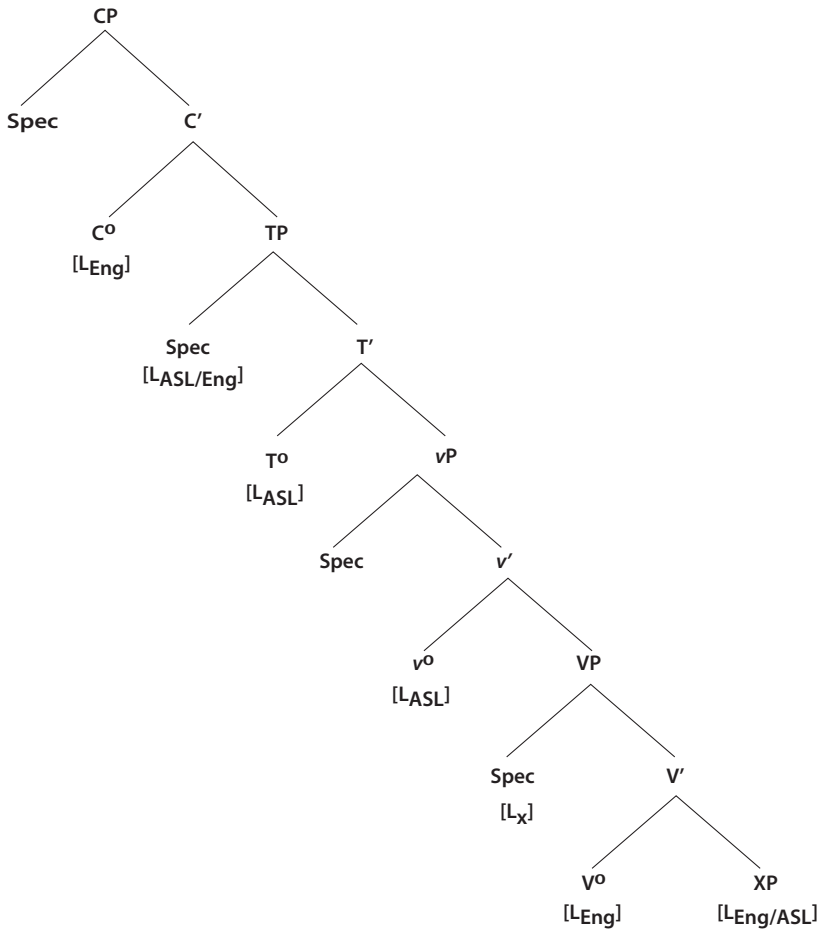 CP
Spec C′
Cᴼ TP
[LEng]
Spec T′
[LASL/Eng]
Tᴼ vP
[LASL]
Spec v′
vᴼ VP
[LASL]
Spec V′
[Lx]
Vᴼ XP
[LEng] [LEng/ASL]